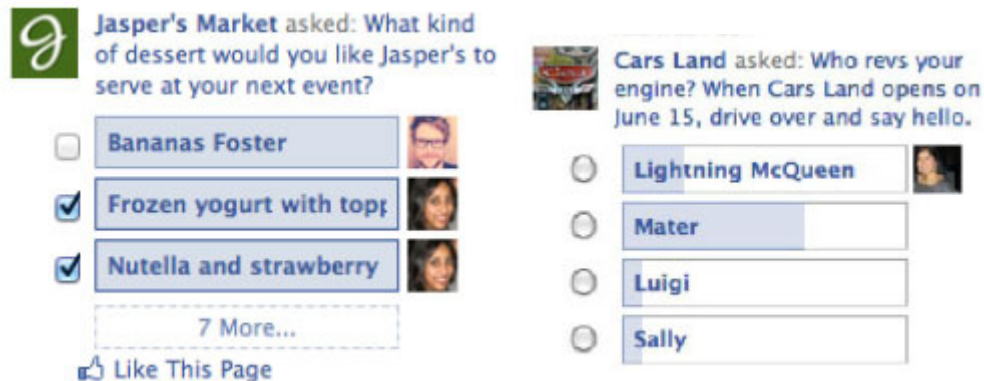 Jasper's Market asked: What kind
of dessert would you like Jasper's to
serve at your next event?
Bananas Foster
Frozen yogurt with topp
Nutella and strawberry
7 More...
Like This Page
Cars Land asked: Who revs your
engine? When Cars Land opens on
June 15, drive over and say hello.
Lightning McQueen
Mater
Luigi
Sally